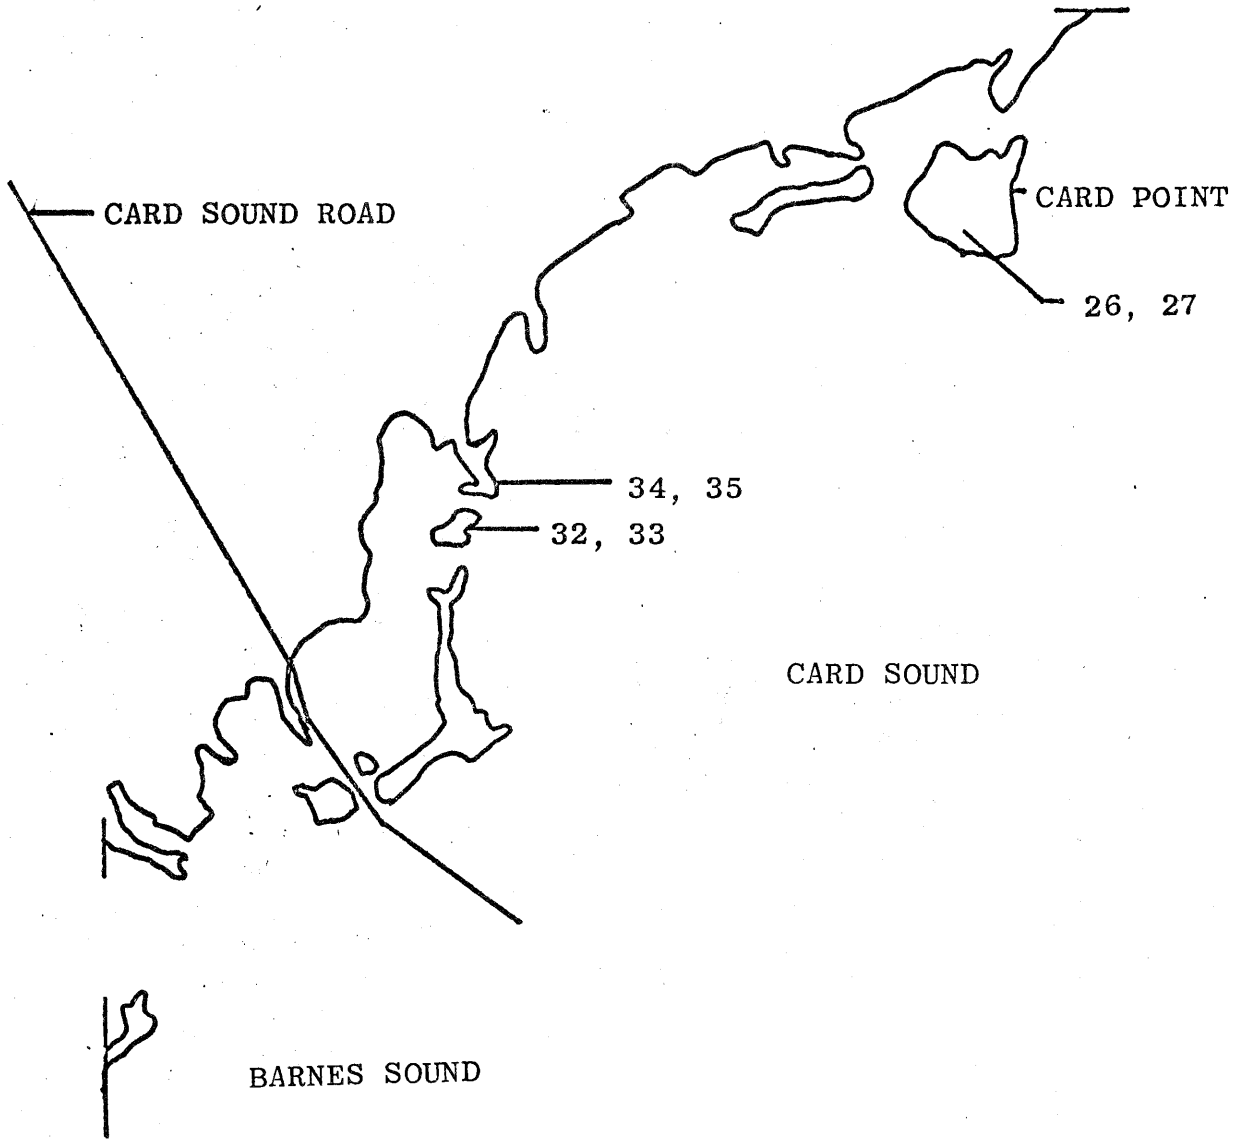 CARD SOUND ROAD
CARD POINT
26, 27
34, 35
32, 33
CARD SOUND
BARNES SOUND